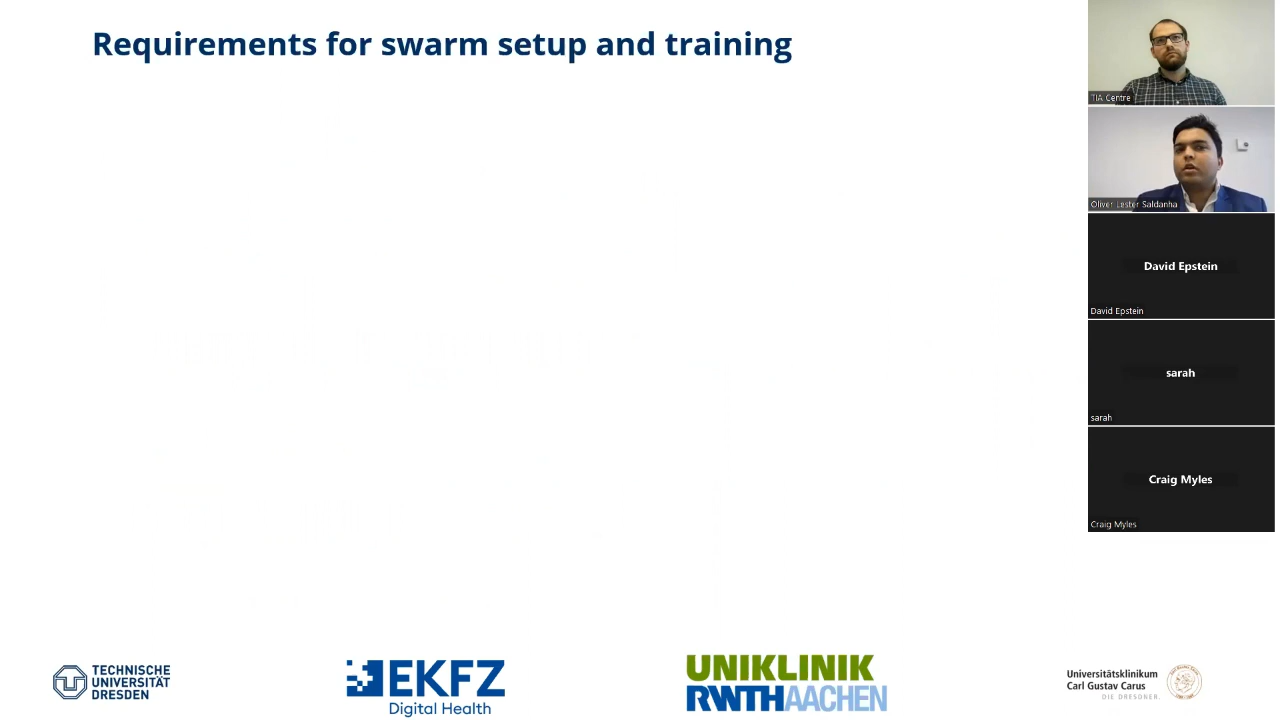 Requirements for swarm setup and training
TIA Centre
Oliver Lester Saldanha
David Epstein
David Epstein
sarah
sarah
Craig Myles
Craig Myles
TECHNISCHE
UNIVERSITÄT
DRESDEN
EKFZ
Digital Health
UNIKLINIK
RWTHAACHEN
Universitätsklinikum
Carl Gustav Carus
DIE DRESDNER.